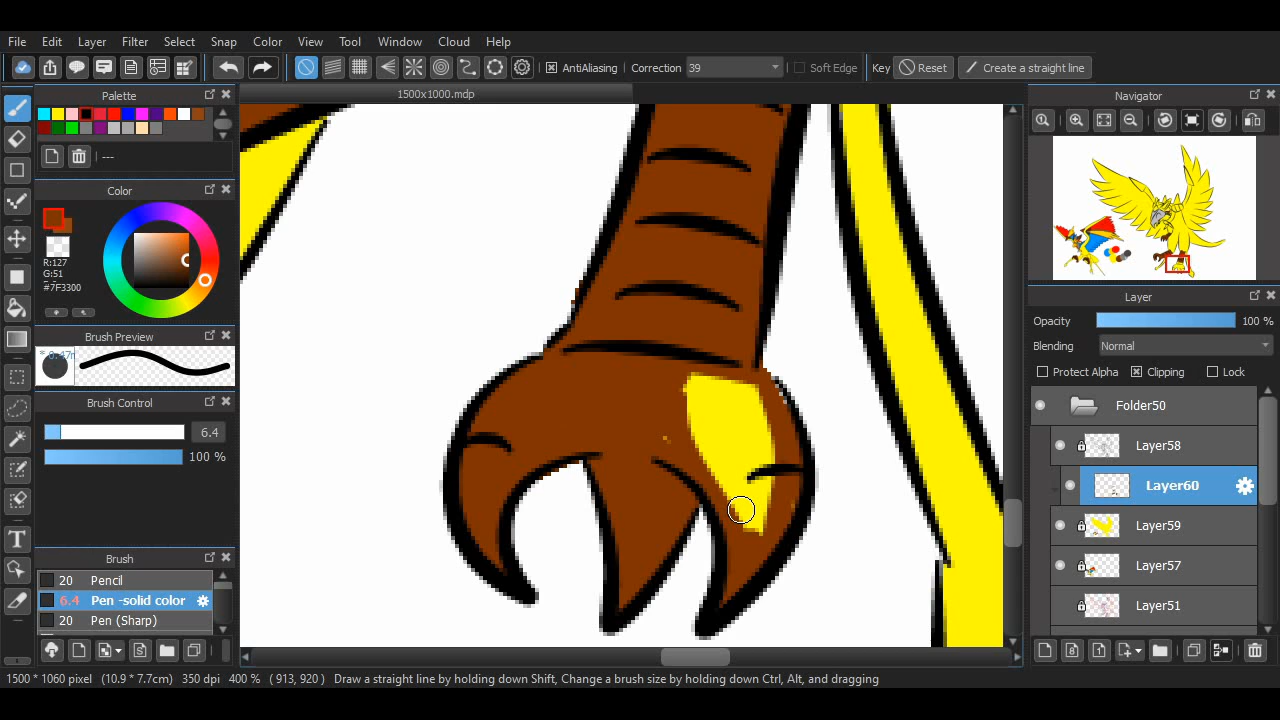 File Edit Layer Filter Select Snap Color View Tool Window Cloud Help
AntiAliasing Correction 39 Soft Edge Key Reset Create a straight line
Palette
1500x1000.mdp
Navigator
---
Color
R:127
G:51
#7F3300
Layer
Opacity 100 %
Brush Preview
Blending Normal
Protect Alpha Clipping Lock
Brush Control
Folder50
6.4
Layer58
100 %
Layer60
Layer59
Brush
Layer57
20 Pencil
6.4 Pen -solid color
Layer51
20 Pen (Sharp)
1500 * 1060 pixel (10.9 * 7.7cm) 350 dpi 400 % ( 913, 920 ) Draw a straight line by holding down Shift, Change a brush size by holding down Ctrl, Alt, and dragging